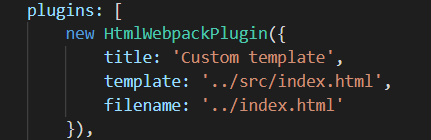 plugins: [
new HtmlWebpackPlugin({
title: 'Custom template',
template: '../src/index.html',
filename: '../index.html'
}),